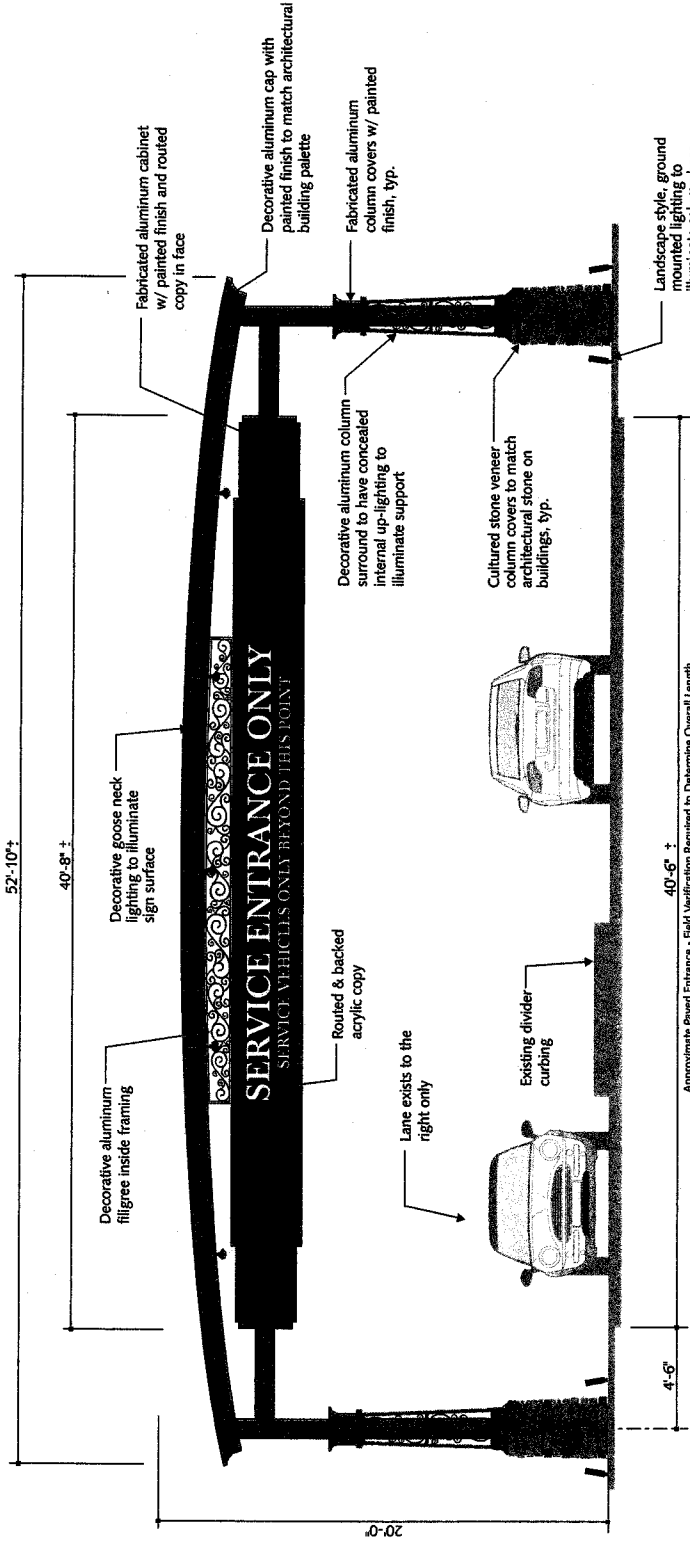 52'-10"±
40'-8" ±
Decorative aluminum
filigree inside framing
Decorative goose neck
lighting to illuminate
sign surface
Fabricated aluminum cabinet
w/ painted finish and routed
copy in face
Decorative aluminum cap with
painted finish to match architectural
building palette
SERVICE ENTRANCE ONLY
SERVICE VEHICLES ONLY BEYOND THIS POINT
Routed & backed
acrylic copy
Decorative aluminum column
surround to have concealed
internal up-lighting to
illuminate support
Fabricated aluminum
column covers w/ painted
finish, typ.
20'-0"
Lane exists to the
right only
Existing divider
curbing
Cultured stone veneer
column covers to match
architectural stone on
buildings, typ.
Landscape style, ground
mounted lighting to
4'-6"
40'-6" ±
Approximate Paved Entrance - Field Verification Required to Determine Overall Length